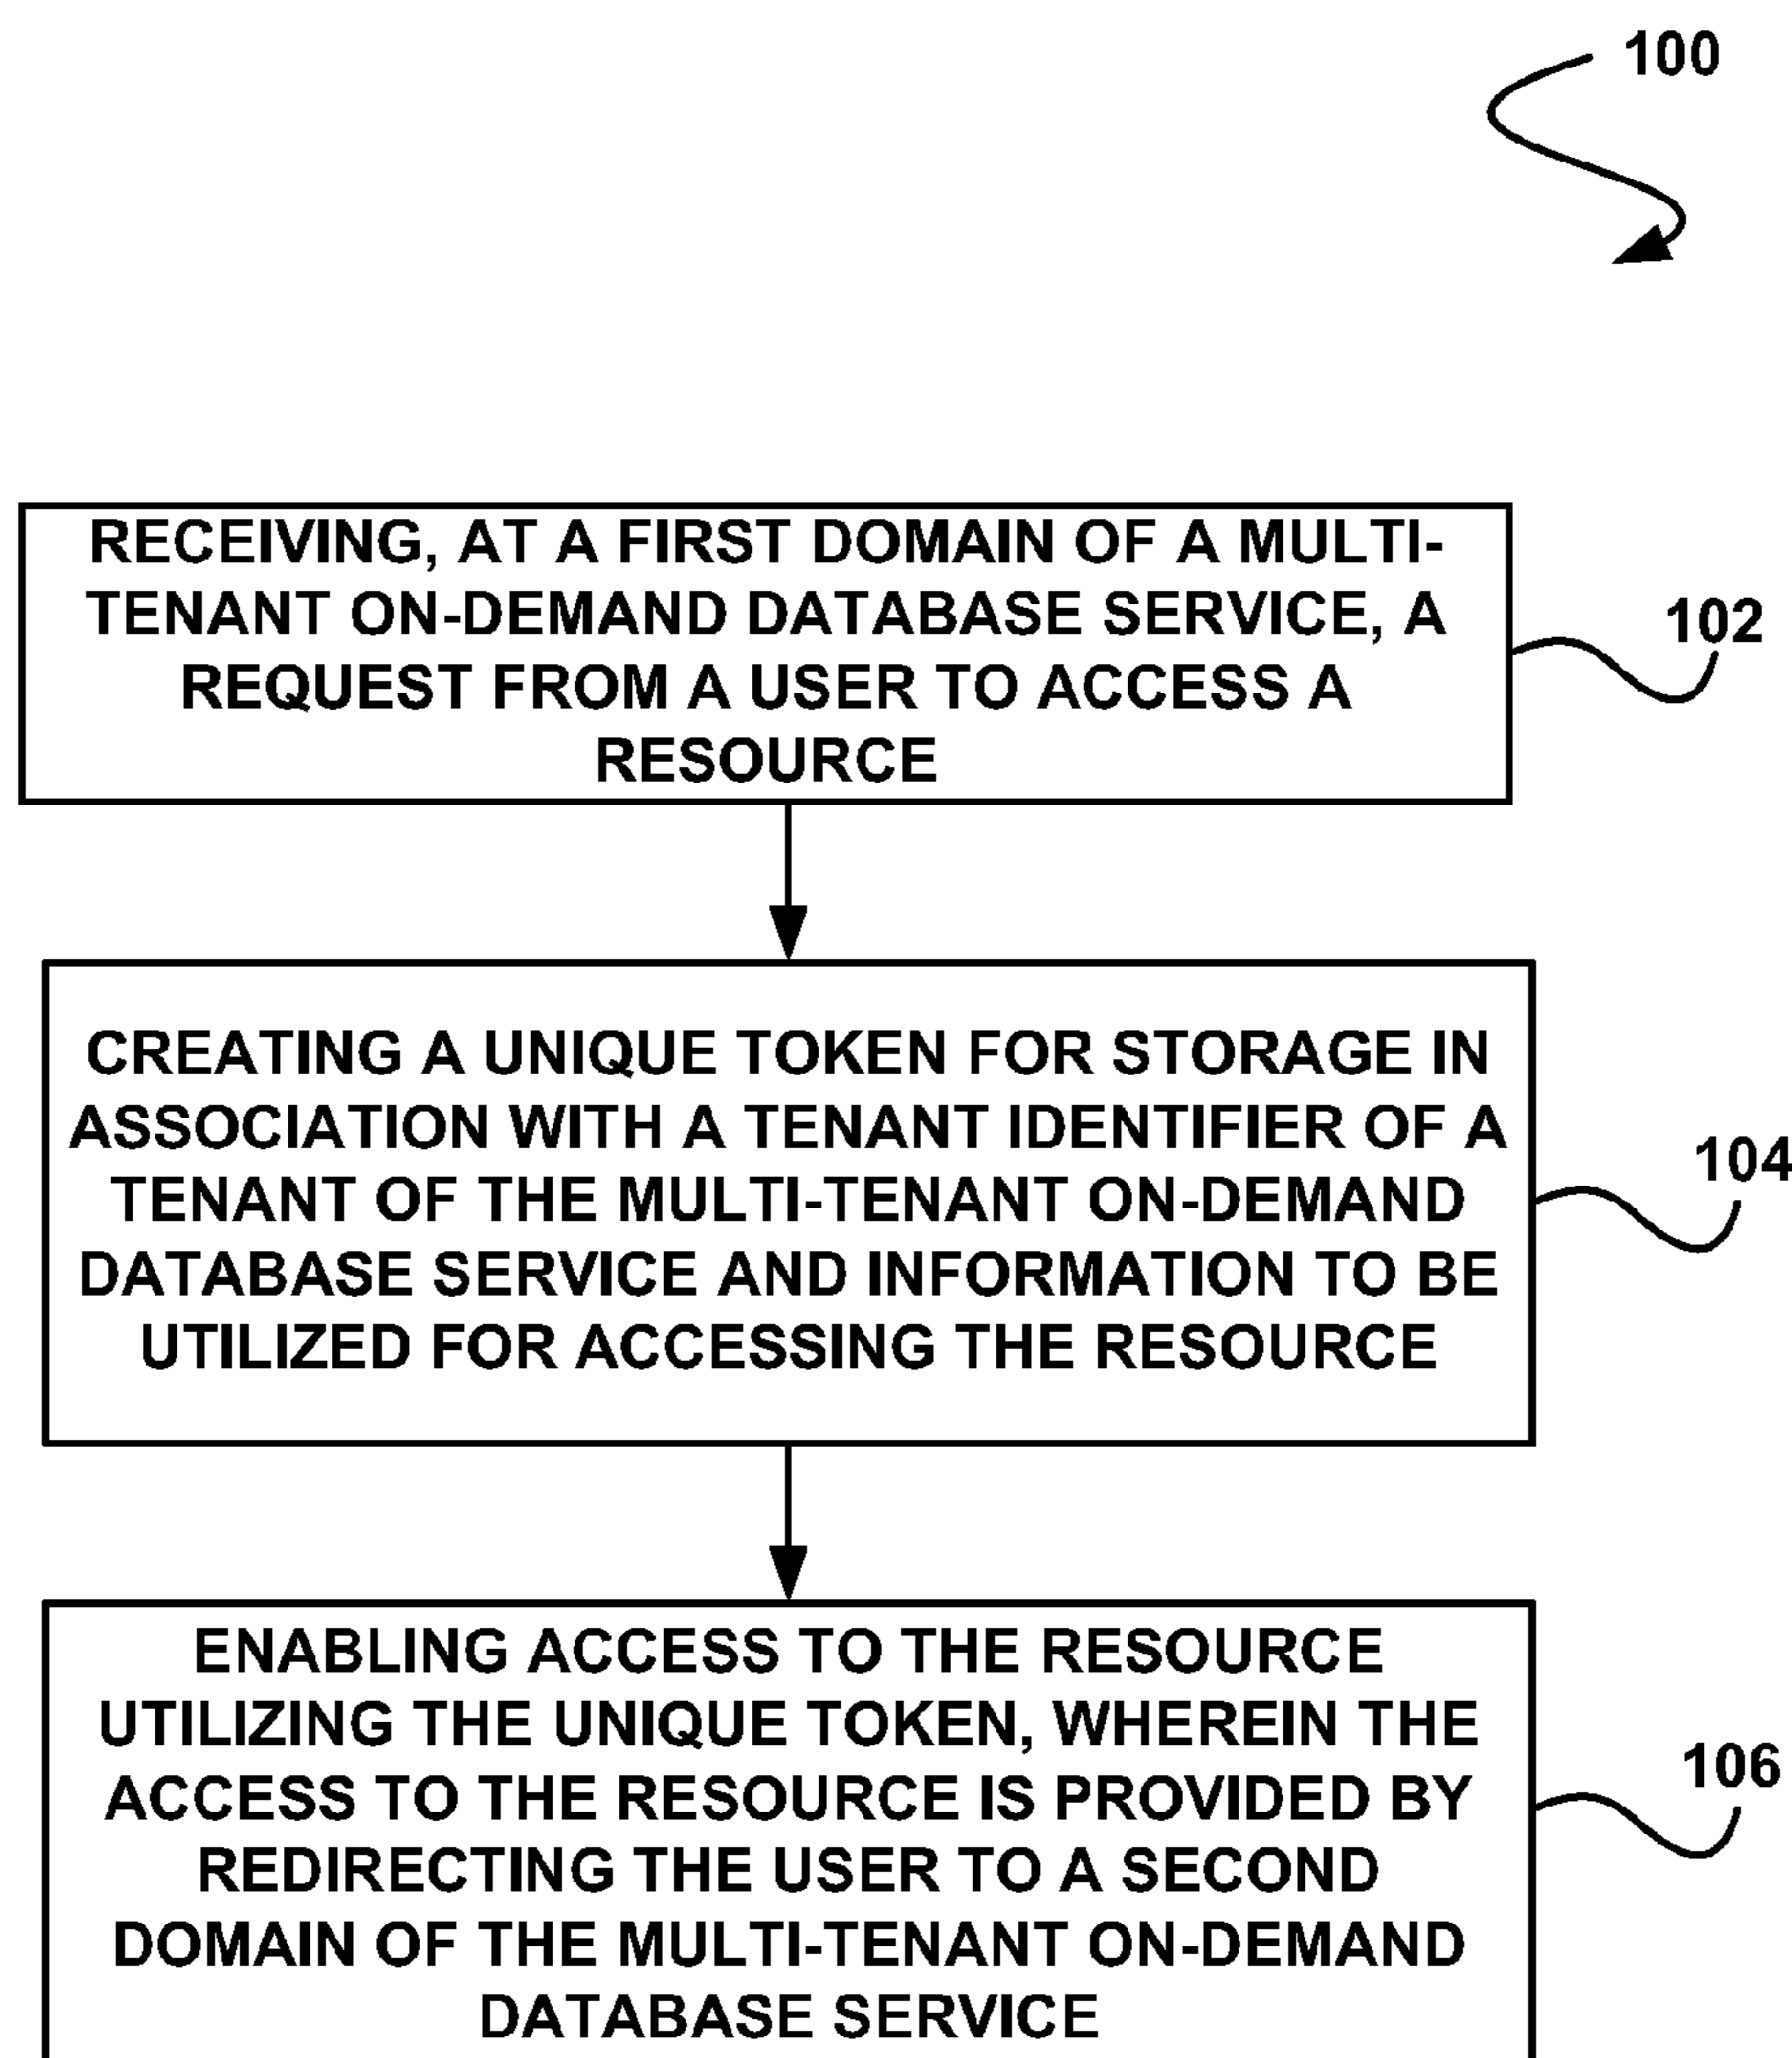 100
RECEIVING, AT A FIRST DOMAIN OF A MULTI-
TENANT ON-DEMAND DATABASE SERVICE, A
REQUEST FROM A USER TO ACCESS A
RESOURCE
102
CREATING A UNIQUE TOKEN FOR STORAGE IN
ASSOCIATION WITH A TENANT IDENTIFIER OF A
TENANT OF THE MULTI-TENANT ON-DEMAND
DATABASE SERVICE AND INFORMATION TO BE
UTILIZED FOR ACCESSING THE RESOURCE
104
ENABLING ACCESS TO THE RESOURCE
UTILIZING THE UNIQUE TOKEN, WHEREIN THE
ACCESS TO THE RESOURCE IS PROVIDED BY
REDIRECTING THE USER TO A SECOND
DOMAIN OF THE MULTI-TENANT ON-DEMAND
DATABASE SERVICE
106